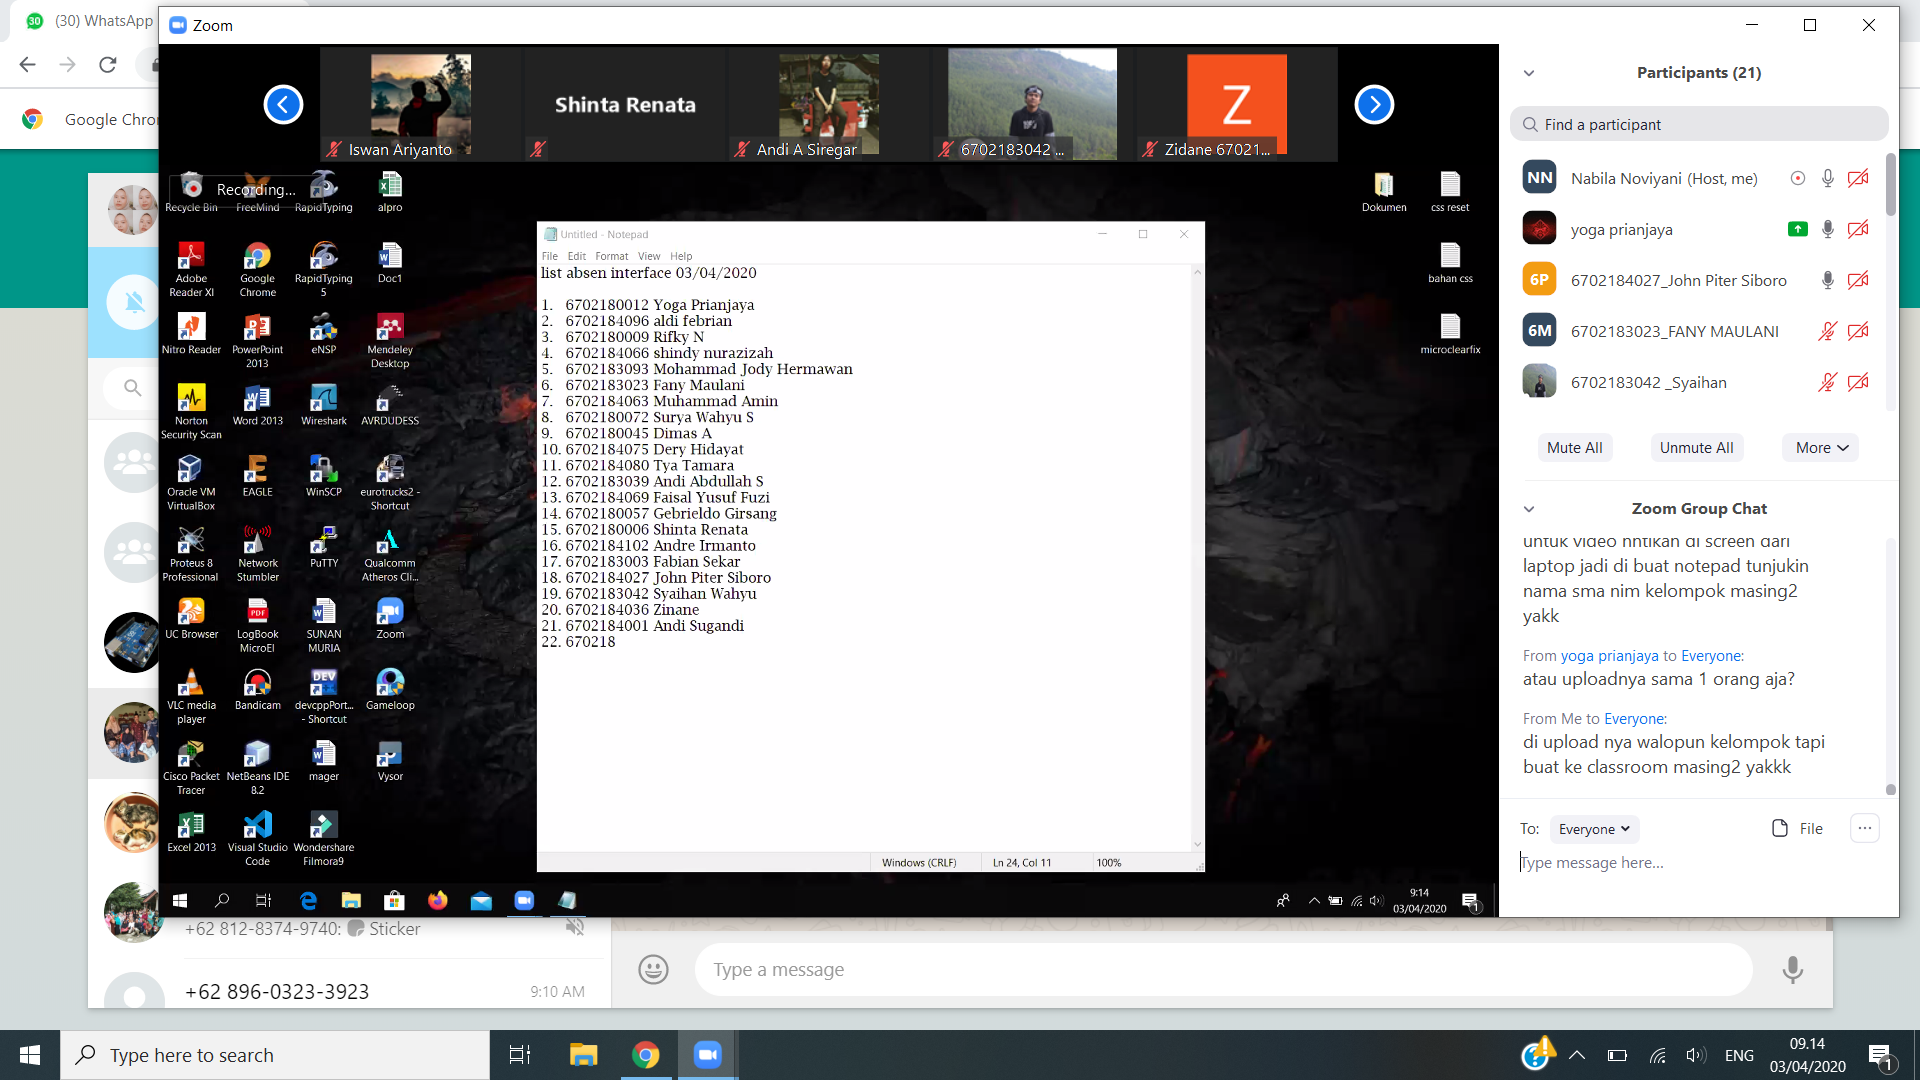 (30) WhatsApp
Zoom
Google Chro
Iswan Ariyanto
Shinta Renata
Andi A Siregar
6702183042 ...
Z
Zidane 67021...
Recording...
Recycle Bin
FreeMind
RapidTyping
alpro
Adobe Reader XI
Google Chrome
RapidTyping 5
Doc1
Nitro Reader
PowerPoint 2013
eNSP
Mendeley Desktop
Norton Security Scan
Word 2013
Wireshark
AVRDUDESS
Oracle VM VirtualBox
EAGLE
WinSCP
eurotrucks2 - Shortcut
Proteus 8 Professional
Network Stumbler
PuTTY
Qualcomm Atheros Cli...
UC Browser
LogBook MicroEl
SUNAN MURIA
Zoom
VLC media player
Bandicam
devcppPort... - Shortcut
Gameloop
Cisco Packet Tracer
NetBeans IDE 8.2
mager
Vysor
Excel 2013
Visual Studio Code
Wondershare Filmora9
Dokumen
css reset
bahan css
microclearfix
Untitled - Notepad
File Edit Format View Help
list absen interface 03/04/2020
1. 6702180012 Yoga Prianjaya
2. 6702184096 aldi febrian
3. 6702180009 Rifky N
4. 6702184066 shindy nurazizah
5. 6702183093 Mohammad Jody Hermawan
6. 6702183023 Fany Maulani
7. 6702184063 Muhammad Amin
8. 6702180072 Surya Wahyu S
9. 6702180045 Dimas A
10. 6702184075 Dery Hidayat
11. 6702184080 Tya Tamara
12. 6702183039 Andi Abdullah S
13. 6702184069 Faisal Yusuf Fuzi
14. 6702180057 Gebrieldo Girsang
15. 6702180006 Shinta Renata
16. 6702184102 Andre Irmanto
17. 6702183003 Fabian Sekar
18. 6702184027 John Piter Siboro
19. 6702183042 Syaihan Wahyu
20. 6702184036 Zinane
21. 6702184001 Andi Sugandi
22. 670218
Windows (CRLF) Ln 24, Col 11 100%
9:14
03/04/2020
1
Participants (21)
Find a participant
NN Nabila Noviyani (Host, me)
yoga prianjaya
6P 6702184027_John Piter Siboro
6M 6702183023_FANY MAULANI
6702183042 _Syaihan
Mute All Unmute All More
Zoom Group Chat
untuk video nntikan di screen dari
laptop jadi di buat notepad tunjukin
nama sma nim kelompok masing2
yakk
From yoga prianjaya to Everyone:
atau uploadnya sama 1 orang aja?
From Me to Everyone:
di upload nya walopun kelompok tapi
buat ke classroom masing2 yakkk
To: Everyone File ...
Type message here...
+62 812-8374-9740: Sticker
+62 896-0323-3923 9:10 AM
Type a message
Type here to search
ENG
09.14
03/04/2020
1